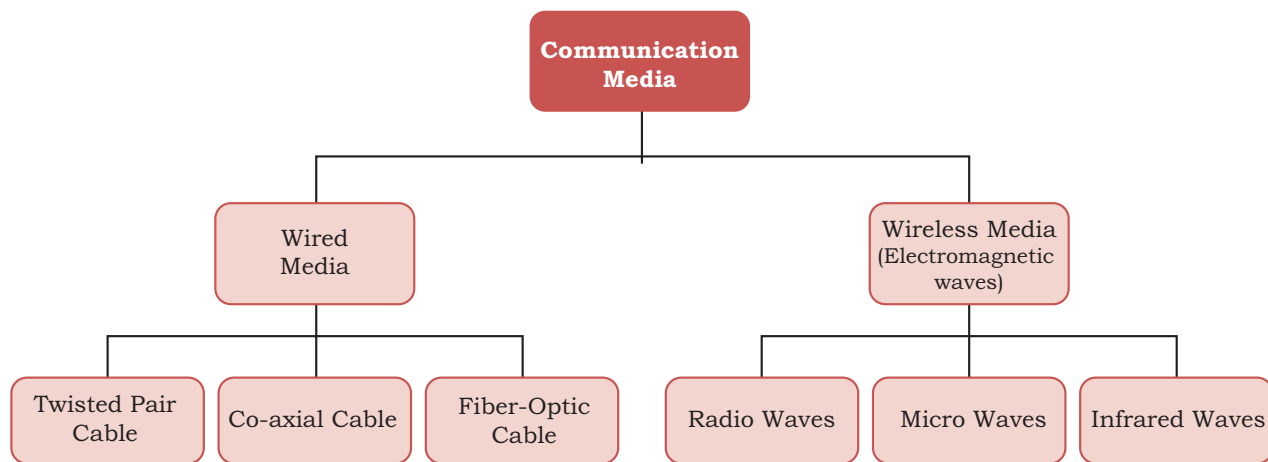 Communication
Media
Wired
Media
Wireless Media
(Electromagnetic
waves)
Twisted Pair
Cable
Co-axial Cable
Fiber-Optic
Cable
Radio Waves
Micro Waves
Infrared Waves